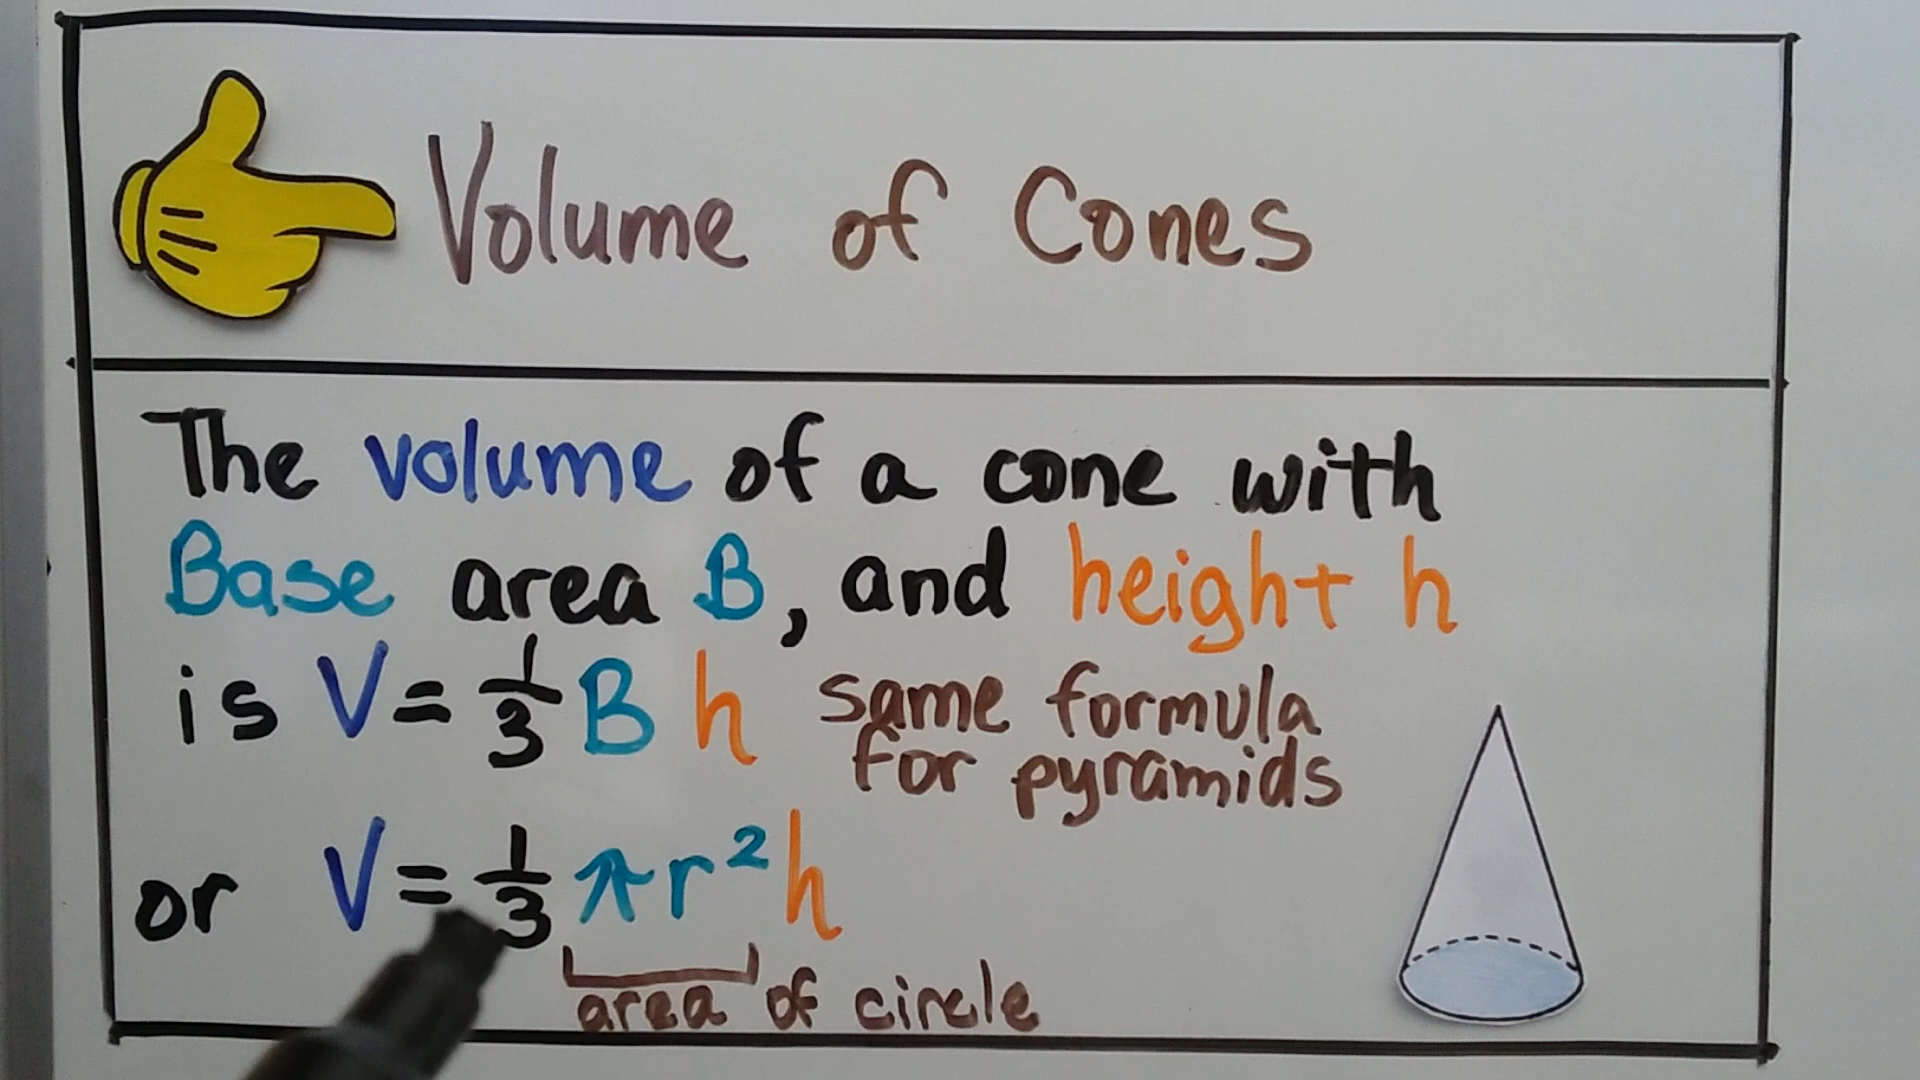 Volume of Cones
The volume of a cone with
Base area B, and height h
is V = 1/3 B h same formula
for pyramids
or V = 1/3 πr²h
area of circle